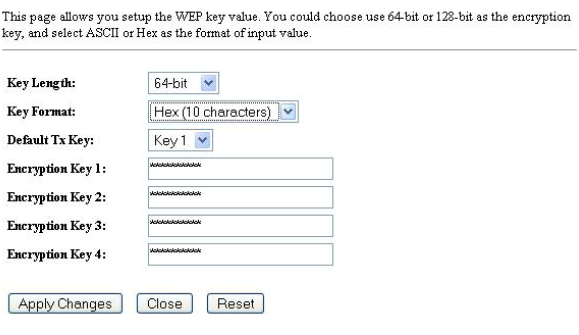 This page allows you setup the WEP key value. You could choose use 64-bit or 128-bit as the encryption
key, and select ASCII or Hex as the format of input value.
Key Length: 64-bit
Key Format: Hex (10 characters)
Default Tx Key: Key 1
Encryption Key 1: **********
Encryption Key 2: **********
Encryption Key 3: **********
Encryption Key 4: **********
Apply Changes Close Reset